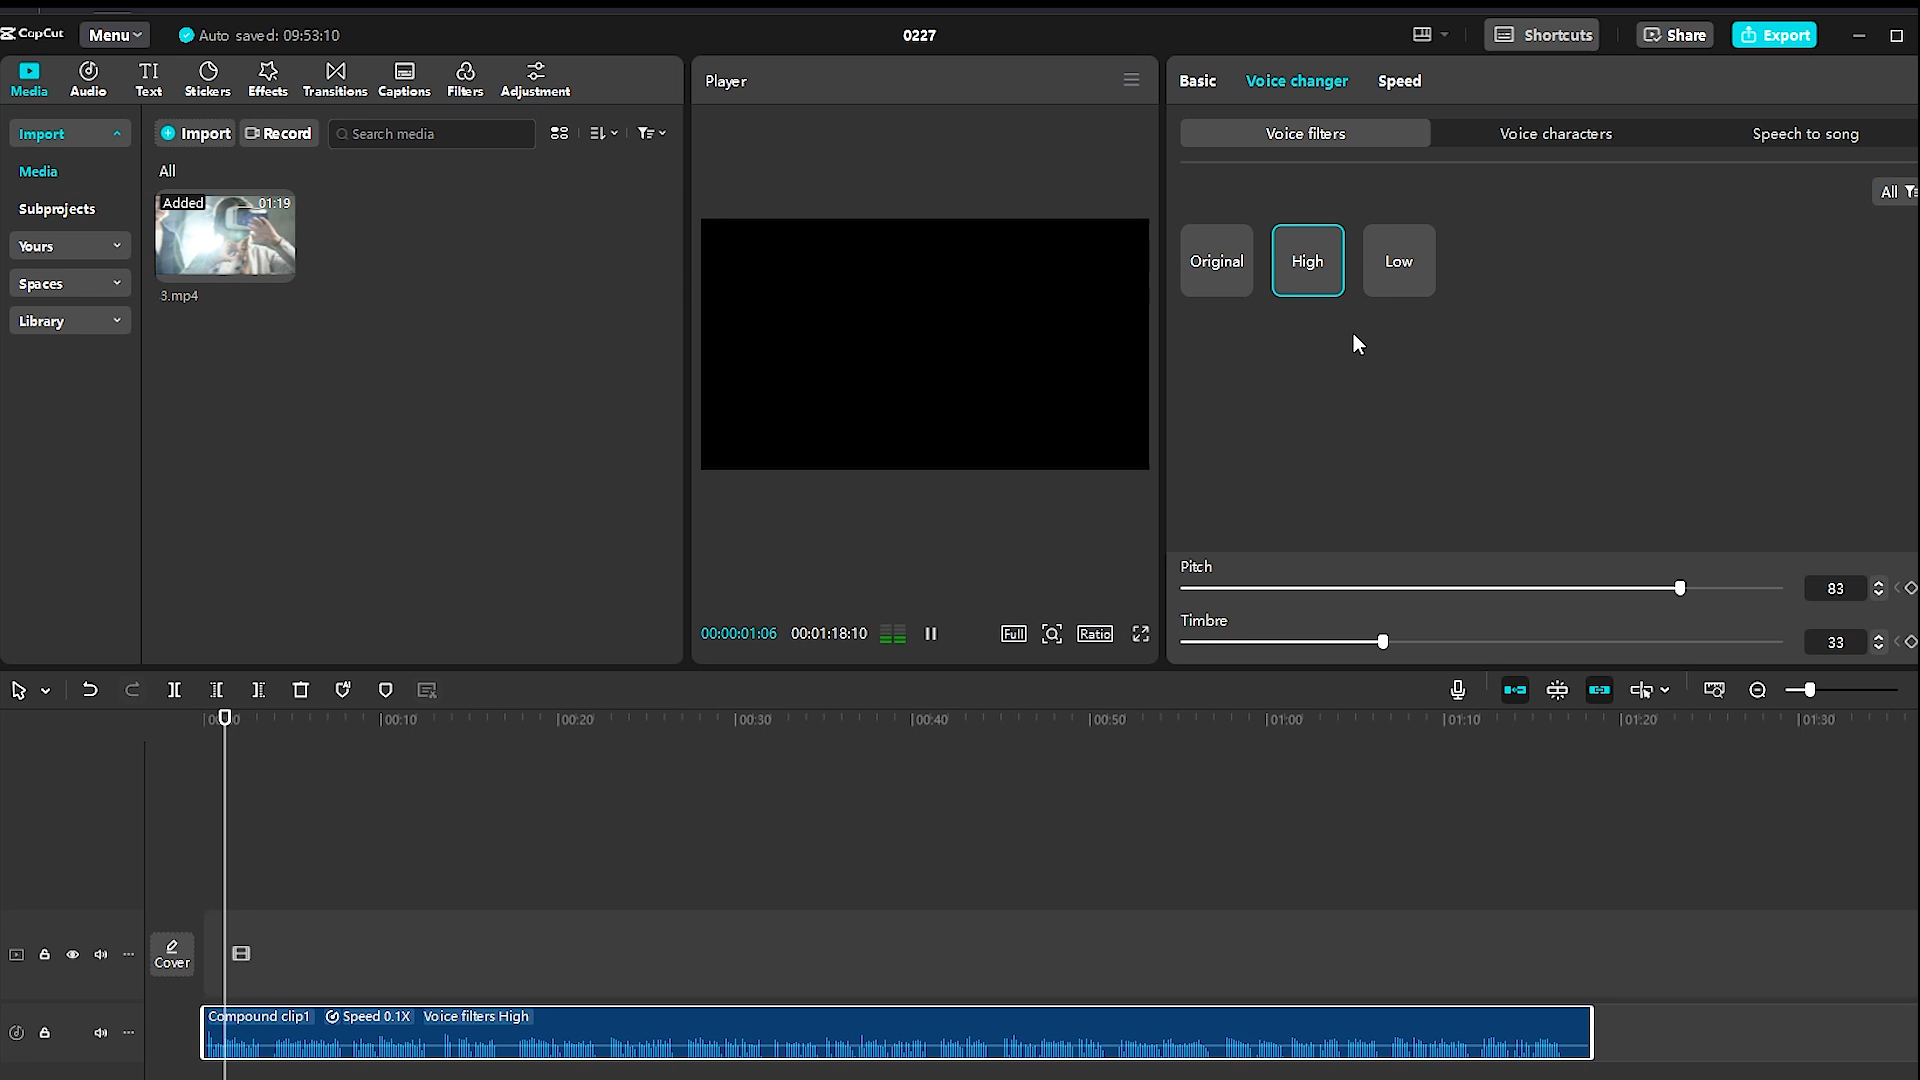 CapCut
Menu
Auto saved: 09:53:10
0227
Shortcuts
Share
Export
Media
Audio
TI
Text
Stickers
Effects
Transitions
Captions
Filters
Adjustment
Player
Basic
Voice changer
Speed
Import
Import
Record
Search media
Voice filters
Voice characters
Speech to song
Media
All
All
Added
01:19
3.mp4
Subprojects
Yours
Spaces
Library
Original
High
Low
Pitch
83
Timbre
33
00:00:01:06
00:01:18:10
Full
Ratio
00:10
00:20
00:30
00:40
00:50
01:00
01:10
01:20
01:30
Cover
Compound clip1
Speed 0.1X
Voice filters High